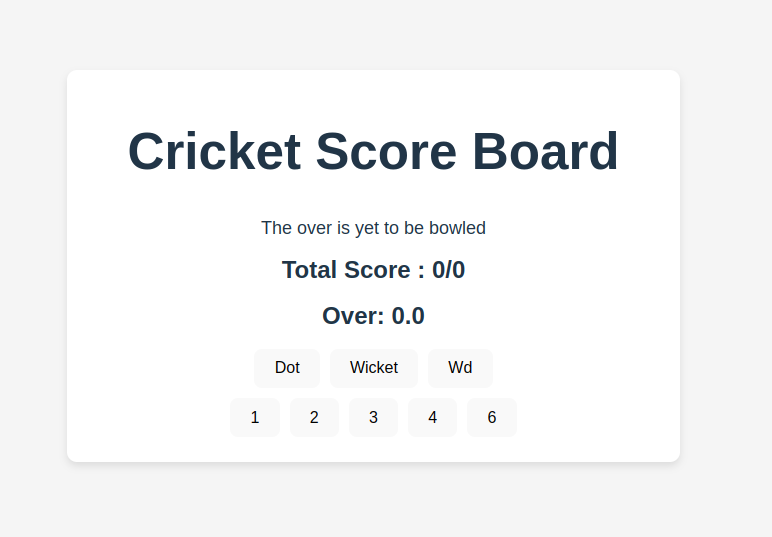 Cricket Score Board
The over is yet to be bowled
Total Score : 0/0
Over: 0.0
Dot Wicket Wd
1 2 3 4 6